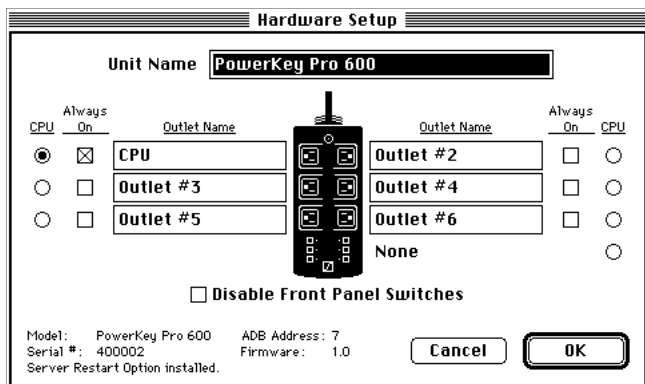 Hardware Setup
Unit Name PowerKey Pro 600
CPU Always On Outlet Name Outlet Name Always On CPU
CPU Outlet #2
Outlet #3 Outlet #4
Outlet #5 Outlet #6
None
Disable Front Panel Switches
Model: PowerKey Pro 600 ADB Address: 7
Serial #: 400002 Firmware: 1.0
Server Restart Option installed.
Cancel OK